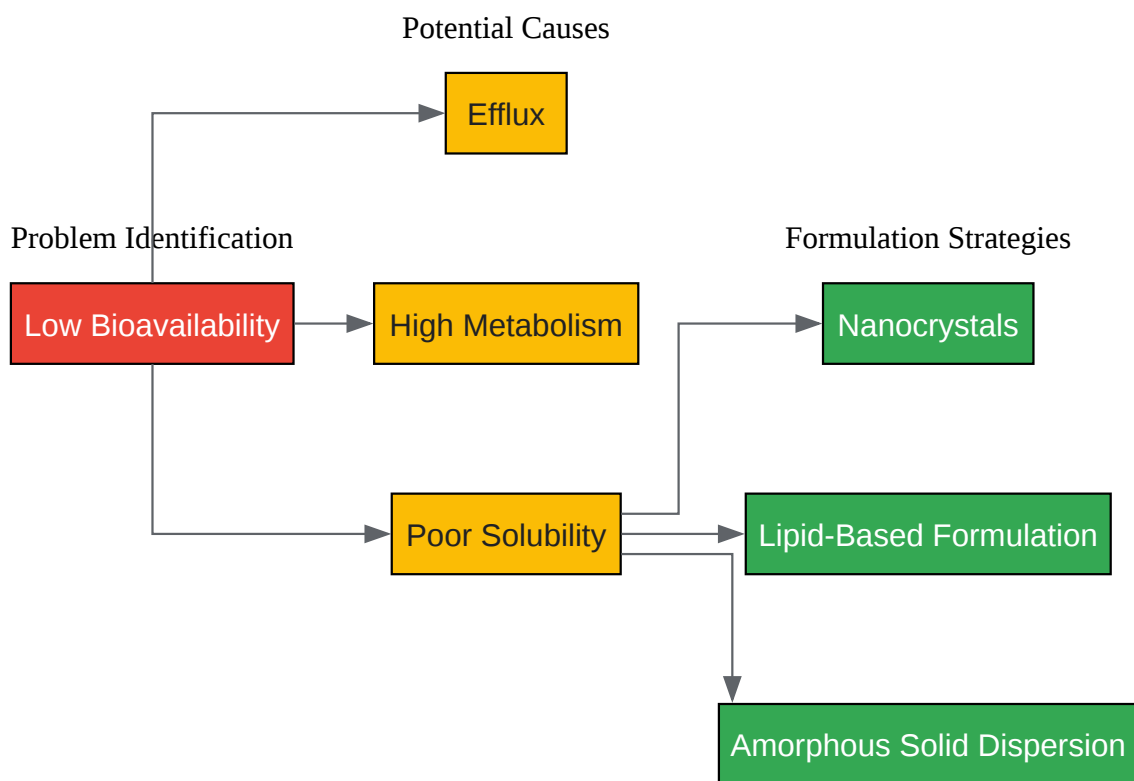 Potential Causes
Efflux
Problem Identification
Formulation Strategies
Low Bioavailability
High Metabolism
Nanocrystals
Poor Solubility
Lipid-Based Formulation
Amorphous Solid Dispersion